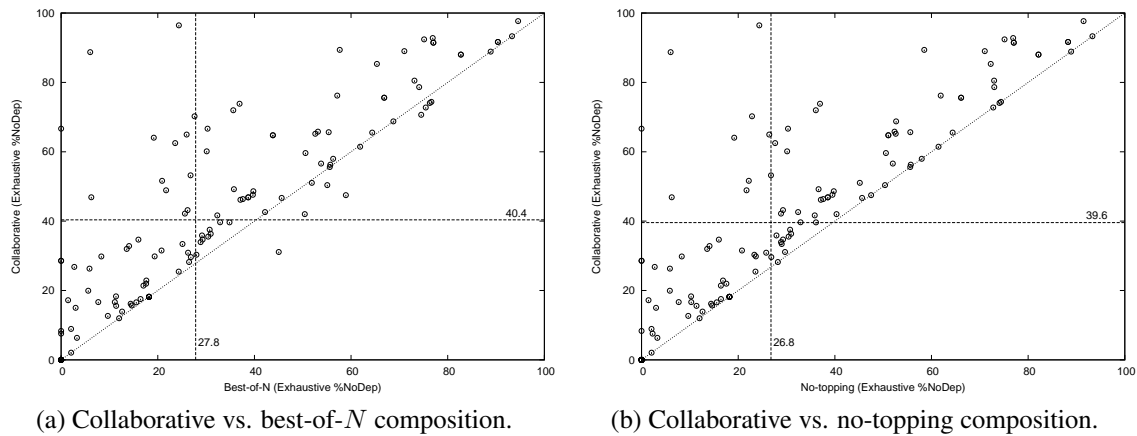 100
80
60
40
20
0
Collaborative (Exhaustive %NoDep)
40.4
27.8
0 20 40 60 80 100
Best-of-N (Exhaustive %NoDep)
(a) Collaborative vs. best-of-N composition.
100
80
60
40
20
0
Collaborative (Exhaustive %NoDep)
39.6
26.8
0 20 40 60 80 100
No-topping (Exhaustive %NoDep)
(b) Collaborative vs. no-topping composition.